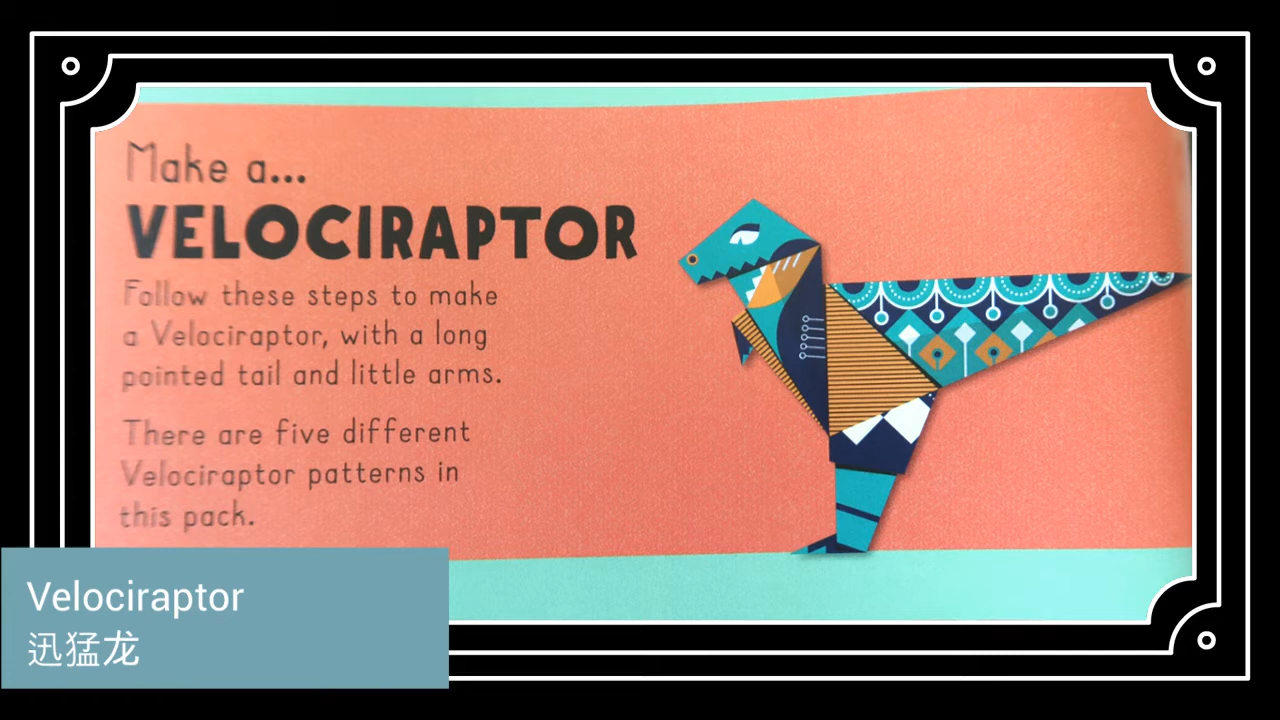 Make a...
VELOCIRAPTOR
Follow these steps to make
a Velociraptor, with a long
pointed tail and little arms.
There are five different
Velociraptor patterns in
this pack.
Velociraptor
迅猛龙